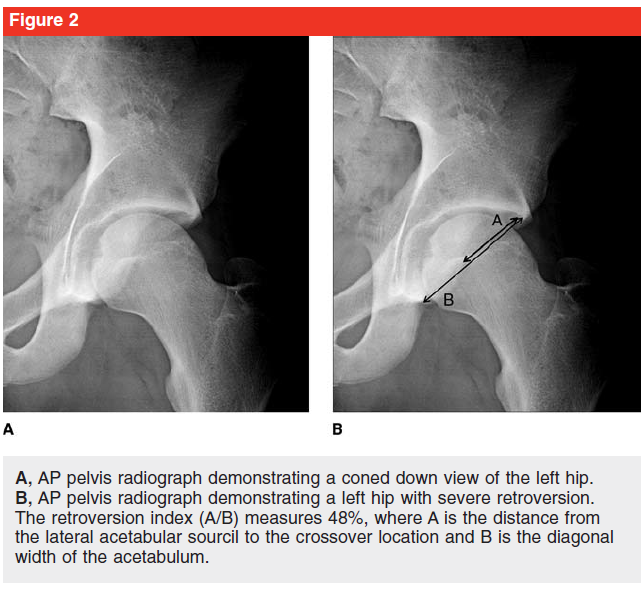 Figure 2
A
B
A
B
A, AP pelvis radiograph demonstrating a coned down view of the left hip.
B, AP pelvis radiograph demonstrating a left hip with severe retroversion.
The retroversion index (A/B) measures 48%, where A is the distance from
the lateral acetabular sourcil to the crossover location and B is the diagonal
width of the acetabulum.